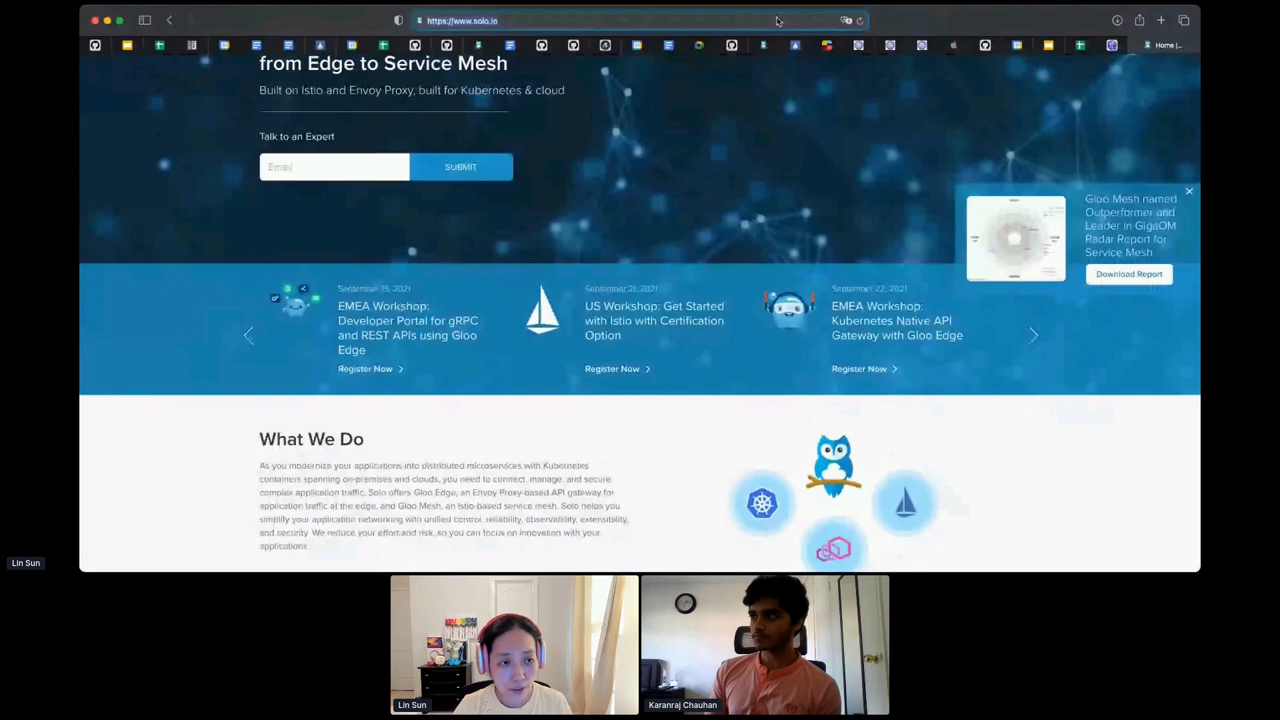 https://www.solo.io
Home |...
from Edge to Service Mesh
Built on Istio and Envoy Proxy, built for Kubernetes & cloud
Talk to an Expert
Email
SUBMIT
Gloo Mesh named
Outperformer and
Leader in GigaOM
Radar Report for
Service Mesh
Download Report
September 15, 2021
EMEA Workshop:
Developer Portal for gRPC
and REST APIs using Gloo
Edge
Register Now
September 21, 2021
US Workshop: Get Started
with Istio with Certification
Option
Register Now
September 22, 2021
EMEA Workshop:
Kubernetes Native API
Gateway with Gloo Edge
Register Now
What We Do
As you modernize your applications into distributed microservices with Kubernetes
containers spanning on-premises and clouds, you need to connect, manage, and secure
complex application traffic. Solo offers Gloo Edge, an Envoy Proxy-based API gateway for
application traffic at the edge, and Gloo Mesh, an Istio-based service mesh. Solo helps you
simplify your application networking with unified control, reliability, observability, extensibility,
and security. We reduce your effort and risk, so you can focus on innovation with your
applications
Lin Sun
Lin Sun
Karanraj Chauhan